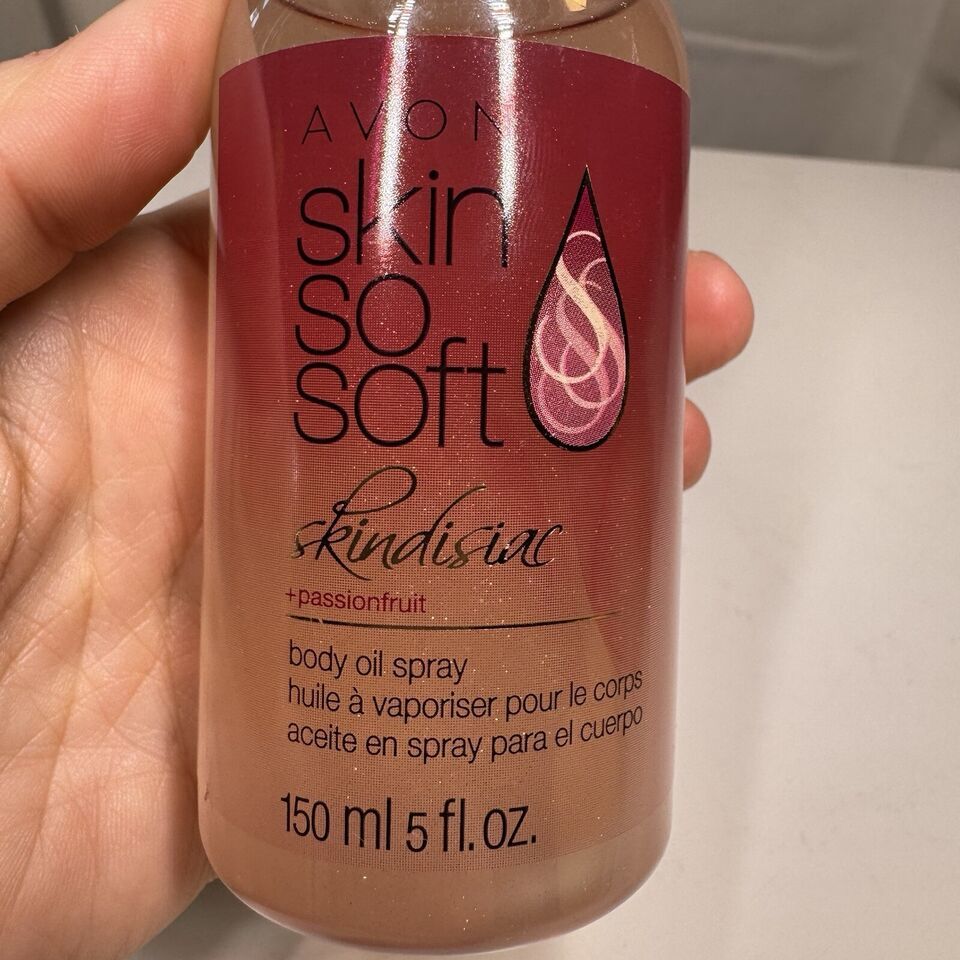 AVON
skin
so
soft
skindisiac
+passionfruit
body oil spray
huile à vaporiser pour le corps
aceite en spray para el cuerpo
150 ml 5 fl. oz.